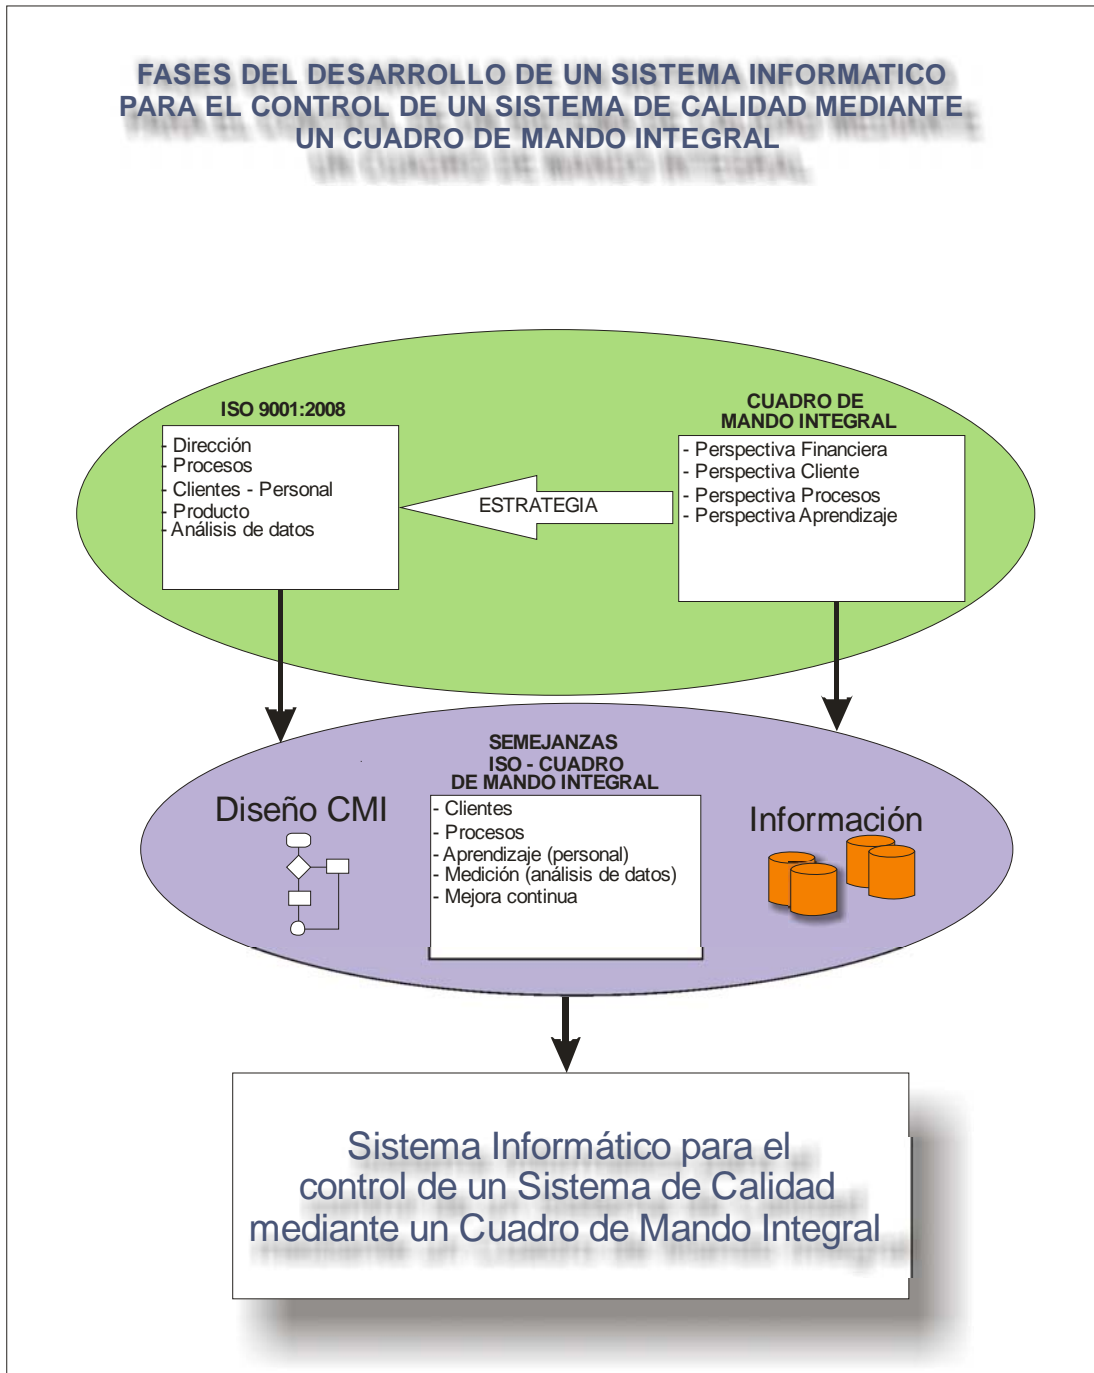 FASES DEL DESARROLLO DE UN SISTEMA INFORMATICO
PARA EL CONTROL DE UN SISTEMA DE CALIDAD MEDIANTE
UN CUADRO DE MANDO INTEGRAL
ISO 9001:2008
- Dirección
- Procesos
- Clientes - Personal
- Producto
- Análisis de datos
ESTRATEGIA
CUADRO DE
MANDO INTEGRAL
- Perspectiva Financiera
- Perspectiva Cliente
- Perspectiva Procesos
- Perspectiva Aprendizaje
SEMEJANZAS
ISO - CUADRO
DE MANDO INTEGRAL
Diseño CMI
- Clientes
- Procesos
- Aprendizaje (personal)
- Medición (análisis de datos)
- Mejora continua
Información
Sistema Informático para el
control de un Sistema de Calidad
mediante un Cuadro de Mando Integral